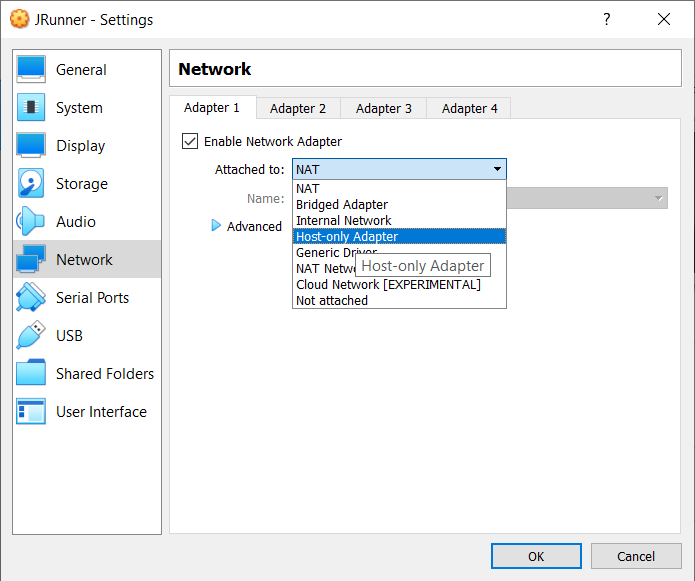 JRunner - Settings
?
General
System
Display
Storage
Audio
Network
Serial Ports
USB
Shared Folders
User Interface
Network
Adapter 1
Adapter 2
Adapter 3
Adapter 4
Enable Network Adapter
Attached to: NAT
NAT
Bridged Adapter
Internal Network
Host-only Adapter
Generic Driver
NAT Netwo
Cloud Network [EXPERIMENTAL]
Not attached
Host-only Adapter
Name:
Advanced
OK
Cancel